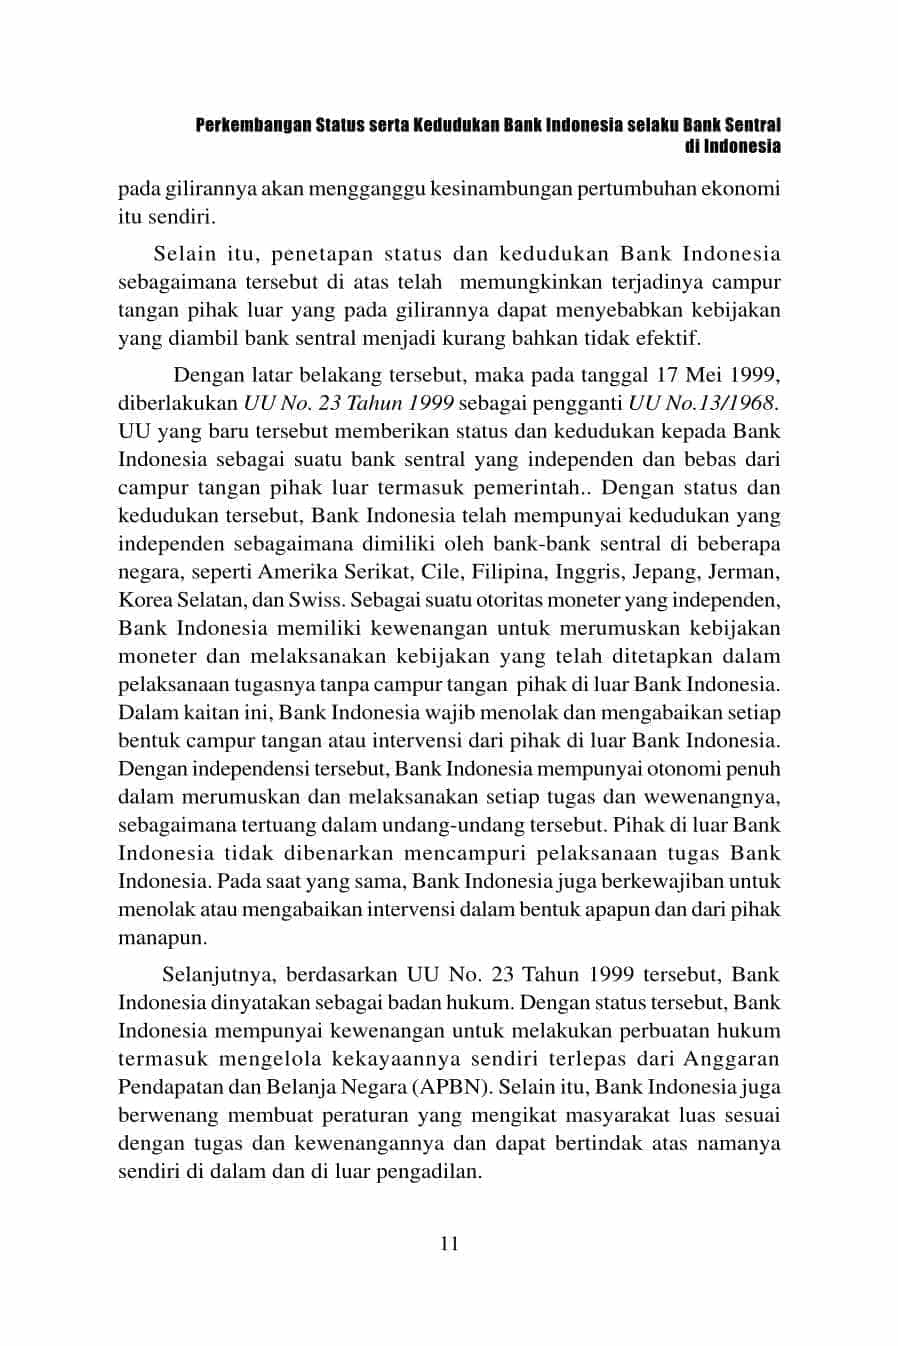 Perkembangan Status serta Kedudukan Bank Indonesia selaku Bank Sentral
di Indonesia
pada gilirannya akan mengganggu kesinambungan pertumbuhan ekonomi
itu sendiri.
Selain itu, penetapan status dan kedudukan Bank Indonesia
sebagaimana tersebut di atas telah memungkinkan terjadinya campur
tangan pihak luar yang pada gilirannya dapat menyebabkan kebijakan
yang diambil bank sentral menjadi kurang bahkan tidak efektif.
Dengan latar belakang tersebut, maka pada tanggal 17 Mei 1999,
diberlakukan UU No. 23 Tahun 1999 sebagai pengganti UU No.13/1968.
UU yang baru tersebut memberikan status dan kedudukan kepada Bank
Indonesia sebagai suatu bank sentral yang independen dan bebas dari
campur tangan pihak luar termasuk pemerintah.. Dengan status dan
kedudukan tersebut, Bank Indonesia telah mempunyai kedudukan yang
independen sebagaimana dimiliki oleh bank-bank sentral di beberapa
negara, seperti Amerika Serikat, Cile, Filipina, Inggris, Jepang, Jerman,
Korea Selatan, dan Swiss. Sebagai suatu otoritas moneter yang independen,
Bank Indonesia memiliki kewenangan untuk merumuskan kebijakan
moneter dan melaksanakan kebijakan yang telah ditetapkan dalam
pelaksanaan tugasnya tanpa campur tangan pihak di luar Bank Indonesia.
Dalam kaitan ini, Bank Indonesia wajib menolak dan mengabaikan setiap
bentuk campur tangan atau intervensi dari pihak di luar Bank Indonesia.
Dengan independensi tersebut, Bank Indonesia mempunyai otonomi penuh
dalam merumuskan dan melaksanakan setiap tugas dan wewenangnya,
sebagaimana tertuang dalam undang-undang tersebut. Pihak di luar Bank
Indonesia tidak dibenarkan mencampuri pelaksanaan tugas Bank
Indonesia. Pada saat yang sama, Bank Indonesia juga berkewajiban untuk
menolak atau mengabaikan intervensi dalam bentuk apapun dan dari pihak
manapun.
Selanjutnya, berdasarkan UU No. 23 Tahun 1999 tersebut, Bank
Indonesia dinyatakan sebagai badan hukum. Dengan status tersebut, Bank
Indonesia mempunyai kewenangan untuk melakukan perbuatan hukum
termasuk mengelola kekayaannya sendiri terlepas dari Anggaran
Pendapatan dan Belanja Negara (APBN). Selain itu, Bank Indonesia juga
berwenang membuat peraturan yang mengikat masyarakat luas sesuai
dengan tugas dan kewenangannya dan dapat bertindak atas namanya
sendiri di dalam dan di luar pengadilan.
11